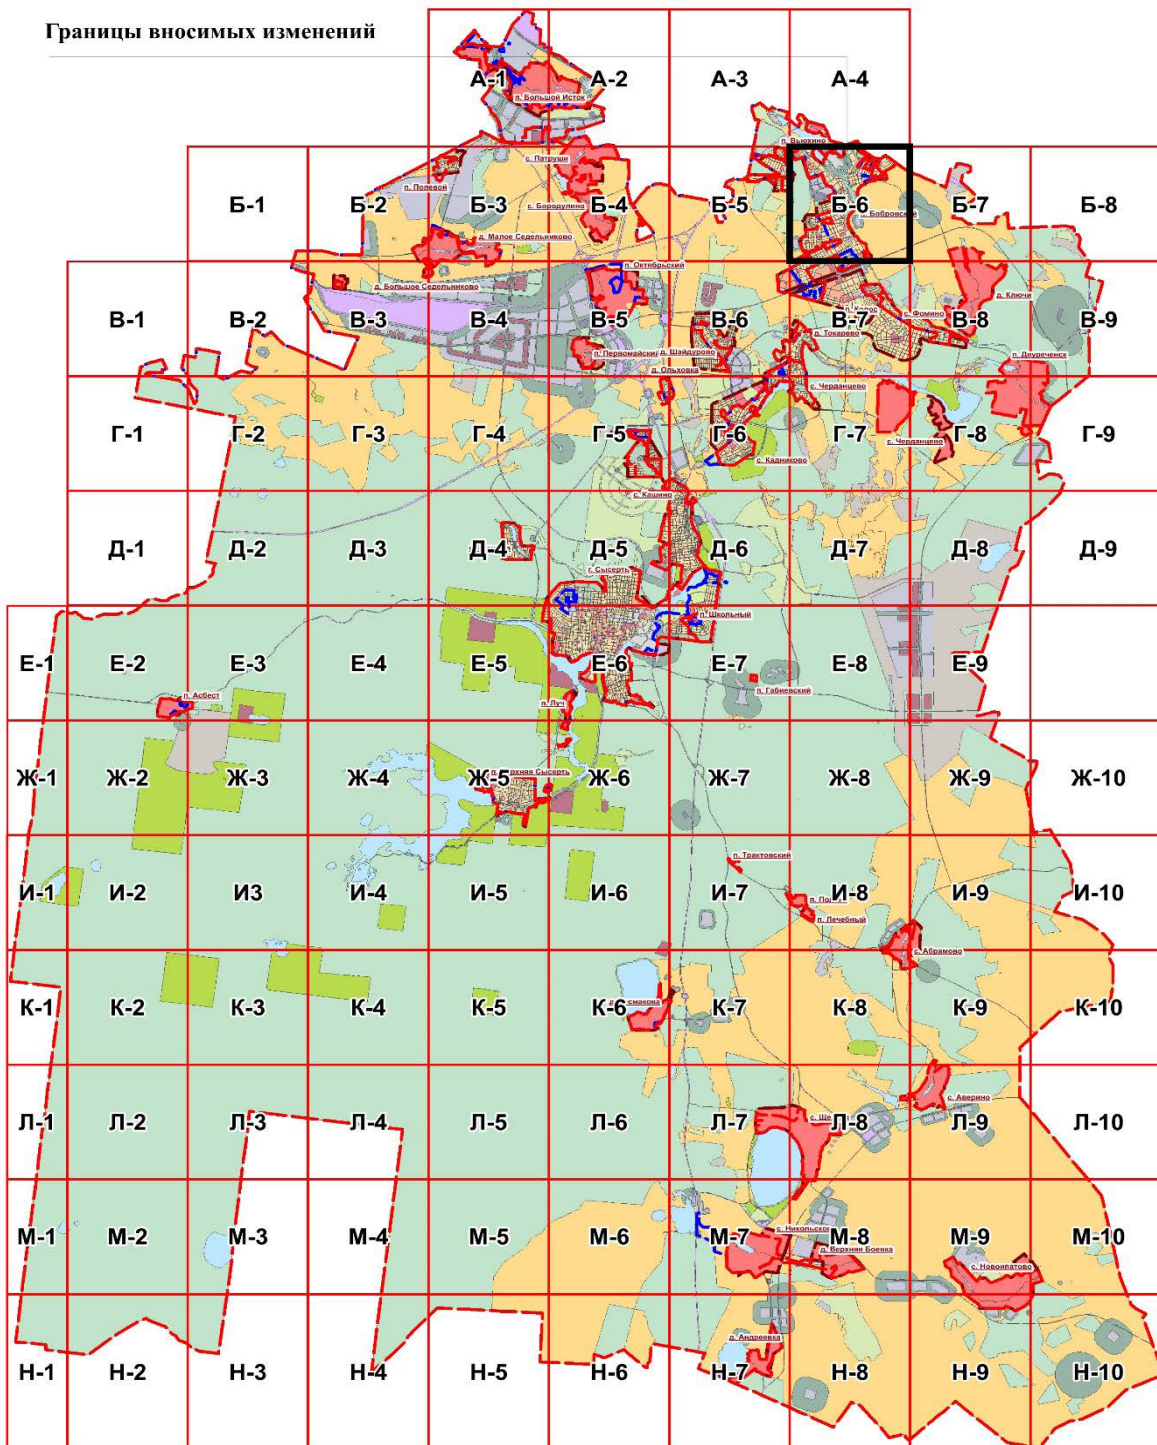 Границы вносимых изменений
А-1 А-2 А-3 А-4
п. Большой Исток
п. Вьюхино
с. Патруши
п. Полевой
Б-1 Б-2 Б-3 Б-4 Б-5 Б-6 Б-7 Б-8
с. Бородулино
п. Бобровский
д. Малое Седельниково
п. Октябрьский
д. Большое Седельниково
д. Ключи
В-1 В-2 В-3 В-4 В-5 В-6 В-7 В-8 В-9
с. Фомино
д. Токарево
п. Первомайский
д. Шайдурово
п. Двуреченск
д. Ольховка
с. Черданцево
Г-1 Г-2 Г-3 Г-4 Г-5 Г-6 Г-7 Г-8 Г-9
с. Черданцево
с. Кадниково
с. Кашино
Д-1 Д-2 Д-3 Д-4 Д-5 Д-6 Д-7 Д-8 Д-9
г. Сысерть
п. Школьный
Е-1 Е-2 Е-3 Е-4 Е-5 Е-6 Е-7 Е-8 Е-9
п. Асбест
п. Габиевский
п. Луч
Ж-1 Ж-2 Ж-3 Ж-4 Ж-5 Ж-6 Ж-7 Ж-8 Ж-9 Ж-10
Сысерть
п. Трактовский
И-1 И-2 И3 И-4 И-5 И-6 И-7 И-8 И-9 И-10
п. Лечебный
с. Абрамово
К-1 К-2 К-3 К-4 К-5 К-6 К-7 К-8 К-9 К-10
с. Аверино
Л-1 Л-2 Л-3 Л-4 Л-5 Л-6 Л-7 Л-8 Л-9 Л-10
с. Никольское
М-1 М-2 М-3 М-4 М-5 М-6 М-7 М-8 М-9 М-10
д. Верхняя Боевка
с. Новоипатово
д. Андреевка
Н-1 Н-2 Н-3 Н-4 Н-5 Н-6 Н-7 Н-8 Н-9 Н-10